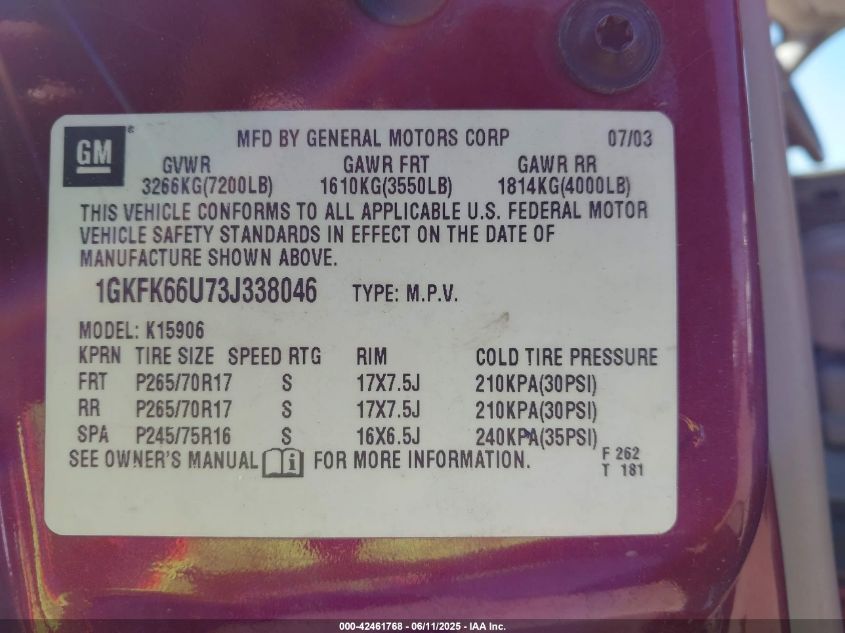 GM ® MFD BY GENERAL MOTORS CORP 07/03
GVWR GAWR FRT GAWR RR
3266KG(7200LB) 1610KG(3550LB) 1814KG(4000LB)
THIS VEHICLE CONFORMS TO ALL APPLICABLE U.S. FEDERAL MOTOR
VEHICLE SAFETY STANDARDS IN EFFECT ON THE DATE OF
MANUFACTURE SHOWN ABOVE.
1GKFK66U73J338046 TYPE: M.P.V.
MODEL: K15906
KPRN TIRE SIZE SPEED RTG RIM COLD TIRE PRESSURE
FRT P265/70R17 S 17X7.5J 210KPA(30PSI)
RR P265/70R17 S 17X7.5J 210KPA(30PSI)
SPA P245/75R16 S 16X6.5J 240KPA(35PSI)
SEE OWNER'S MANUAL i FOR MORE INFORMATION. F 262
T 181
000-42461768 - 06/11/2025 - IAA Inc.